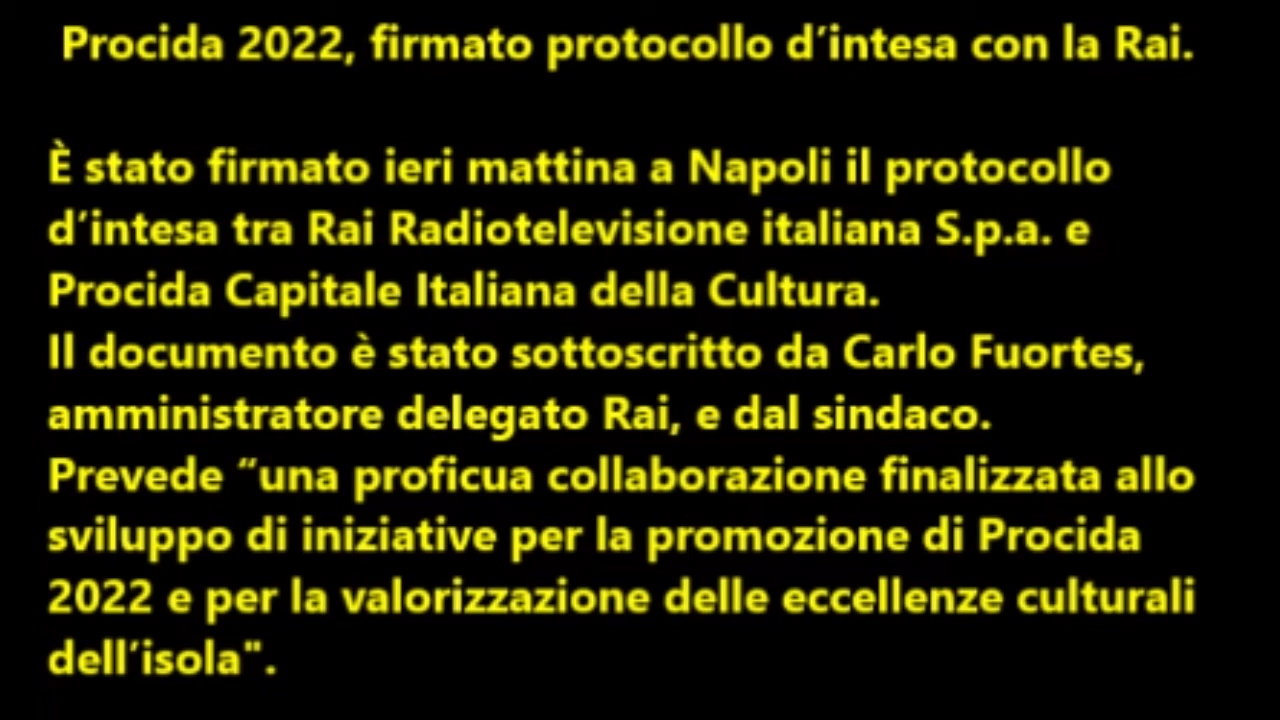 Procida 2022, firmato protocollo d’intesa con la Rai.
È stato firmato ieri mattina a Napoli il protocollo
d’intesa tra Rai Radiotelevisione italiana S.p.a. e
Procida Capitale Italiana della Cultura.
Il documento è stato sottoscritto da Carlo Fuortes,
amministratore delegato Rai, e dal sindaco.
Prevede “una proficua collaborazione finalizzata allo
sviluppo di iniziative per la promozione di Procida
2022 e per la valorizzazione delle eccellenze culturali
dell’isola".